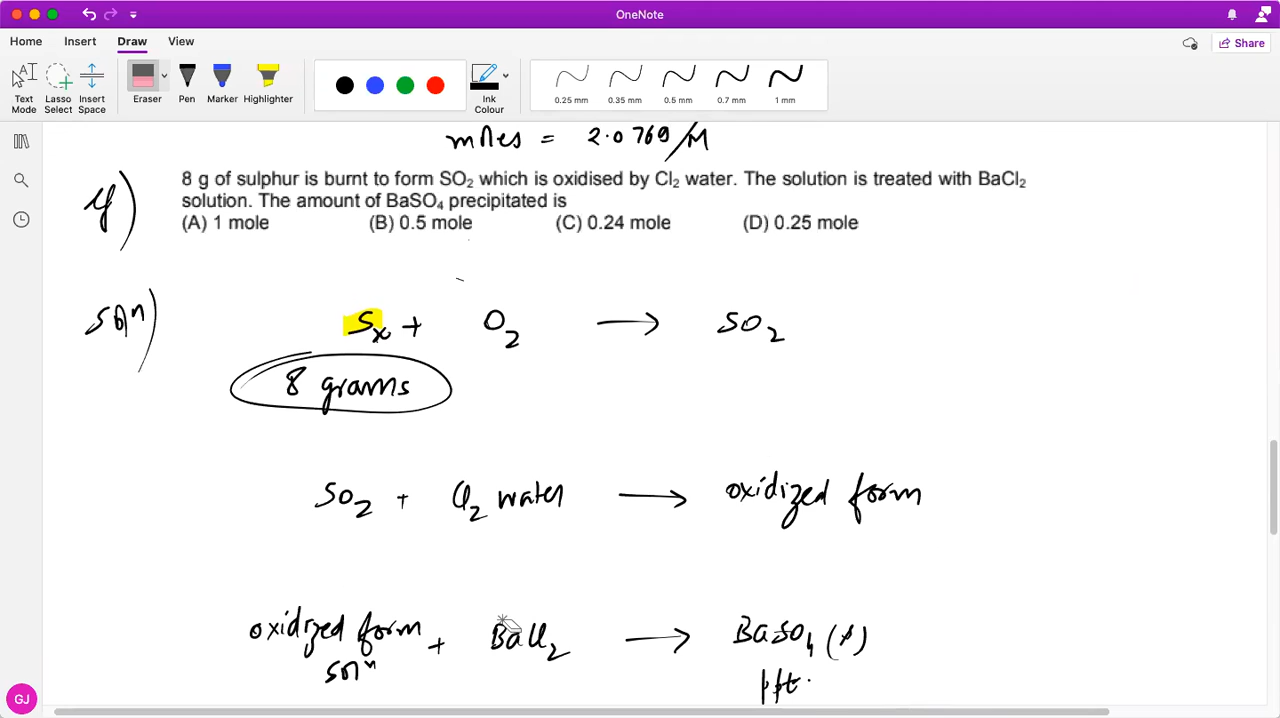 OneNote
Home Insert Draw View Share
Text Mode Lasso Select Insert Space Eraser Pen Marker Highlighter Ink Colour 0.25 mm 0.35 mm 0.5 mm 0.7 mm 1 mm
moles = 2.0769/M
8 g of sulphur is burnt to form SO₂ which is oxidised by Cl₂ water. The solution is treated with BaCl₂
solution. The amount of BaSO₄ precipitated is
(A) 1 mole (B) 0.5 mole (C) 0.24 mole (D) 0.25 mole
Solⁿ) Sₓ + O₂ → SO₂
8 grams
SO₂ + Cl₂ water → oxidized form
oxidized form + BaCl₂ → BaSO₄ (s)
solⁿ ppt.
GJ